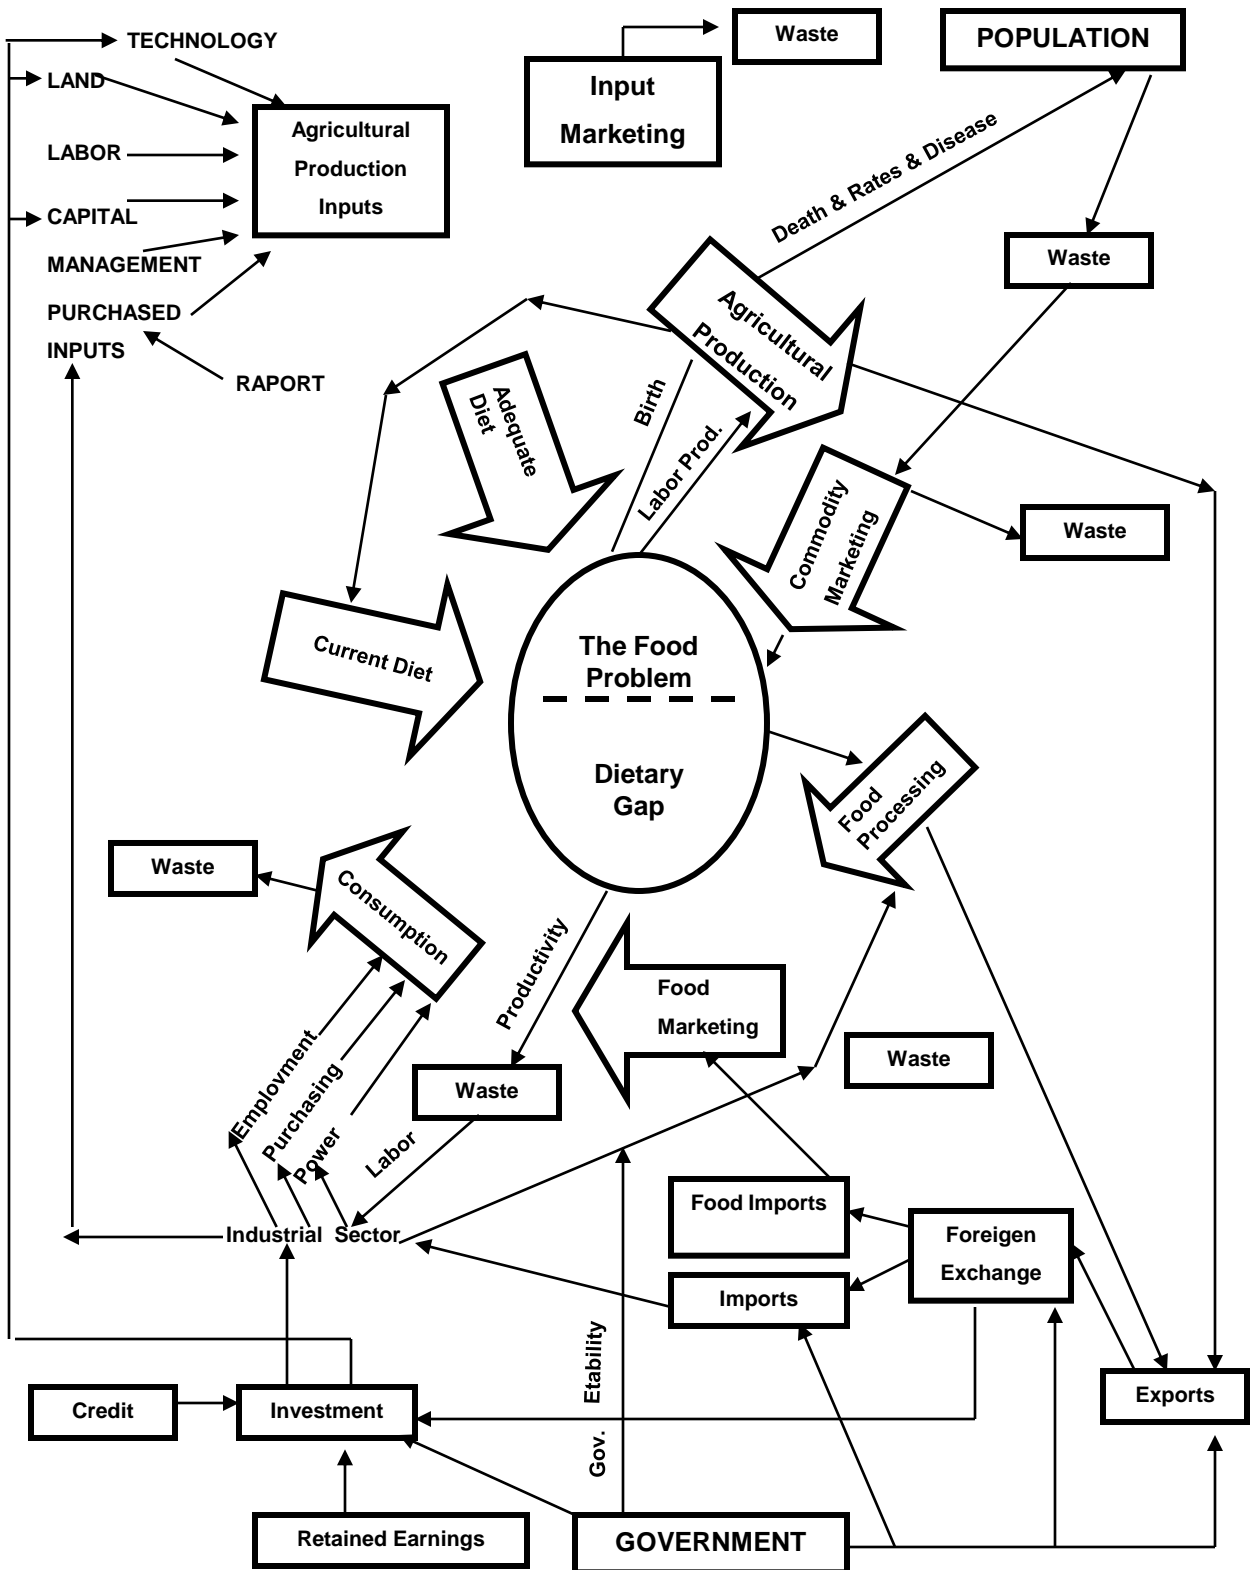 Waste
POPULATION
TECHNOLOGY
LAND
Input
Marketing
Agricultural
Production
Inputs
LABOR
CAPITAL
MANAGEMENT
PURCHASED
INPUTS
RAPORT
Death & Rates & Disease
Waste
Agricultural
Production
Adequate
Diet
Birth
Labor Prod.
Commodity
Marketing
Waste
Current Diet
The Food
Problem
Dietary
Gap
Food
Processing
Waste
Consumption
Productivity
Food
Marketing
Waste
Waste
Employment
Purchasing
Power
Labor
Industrial Sector
Food Imports
Foreigen
Exchange
Imports
Gov. Etability
Exports
Credit
Investment
Retained Earnings
GOVERNMENT